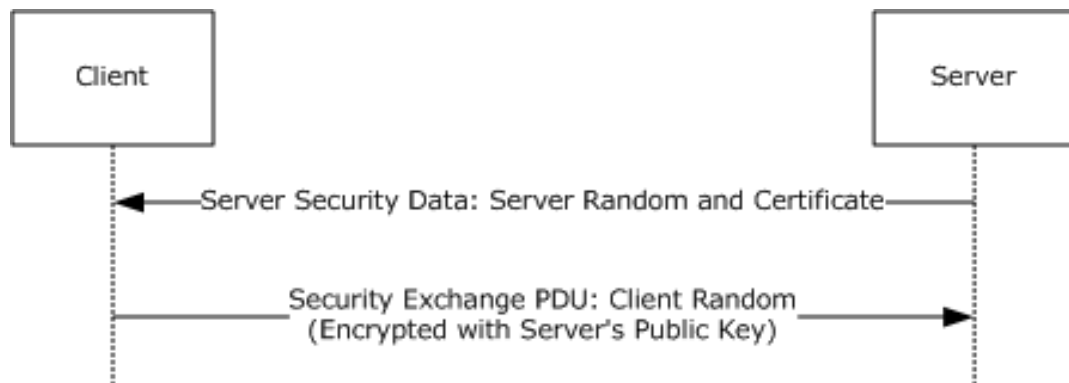 Client
Server
Server Security Data: Server Random and Certificate
Security Exchange PDU: Client Random
(Encrypted with Server's Public Key)